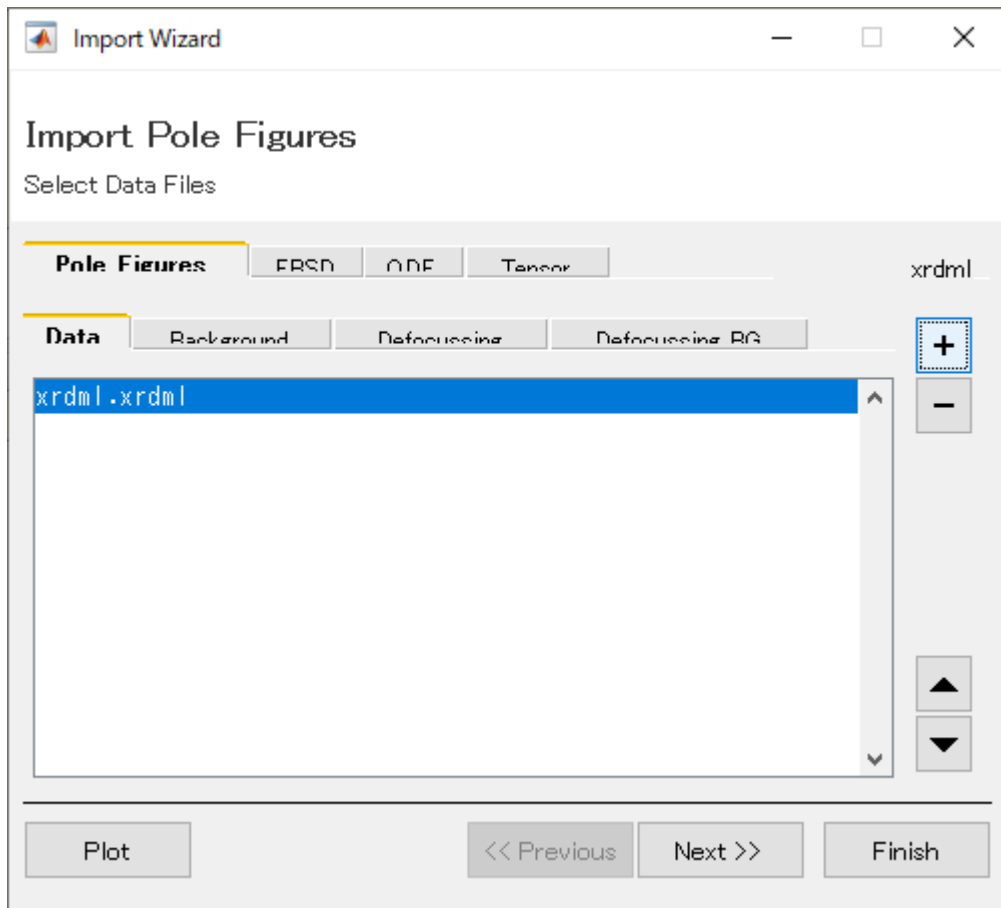 Import Wizard
Import Pole Figures
Select Data Files
Pole Figures EBSD ODF Tensor xrdml
Data Background Defocussing Defocussing BG
+
xrdml.xrdml
−
Plot << Previous Next >> Finish